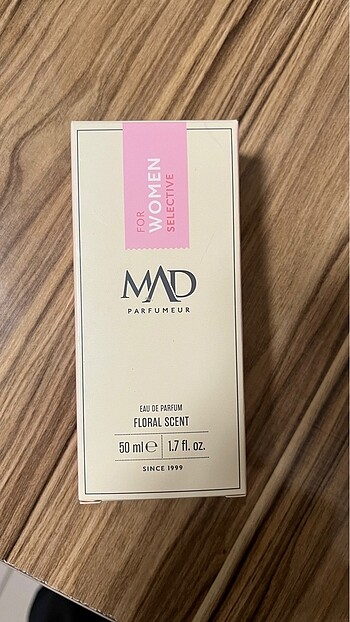 FOR
WOMEN
SELECTIVE
MAD
PARFUMEUR
EAU DE PARFUM
FLORAL SCENT
50 ml ℮ 1.7 fl. oz.
SINCE 1999